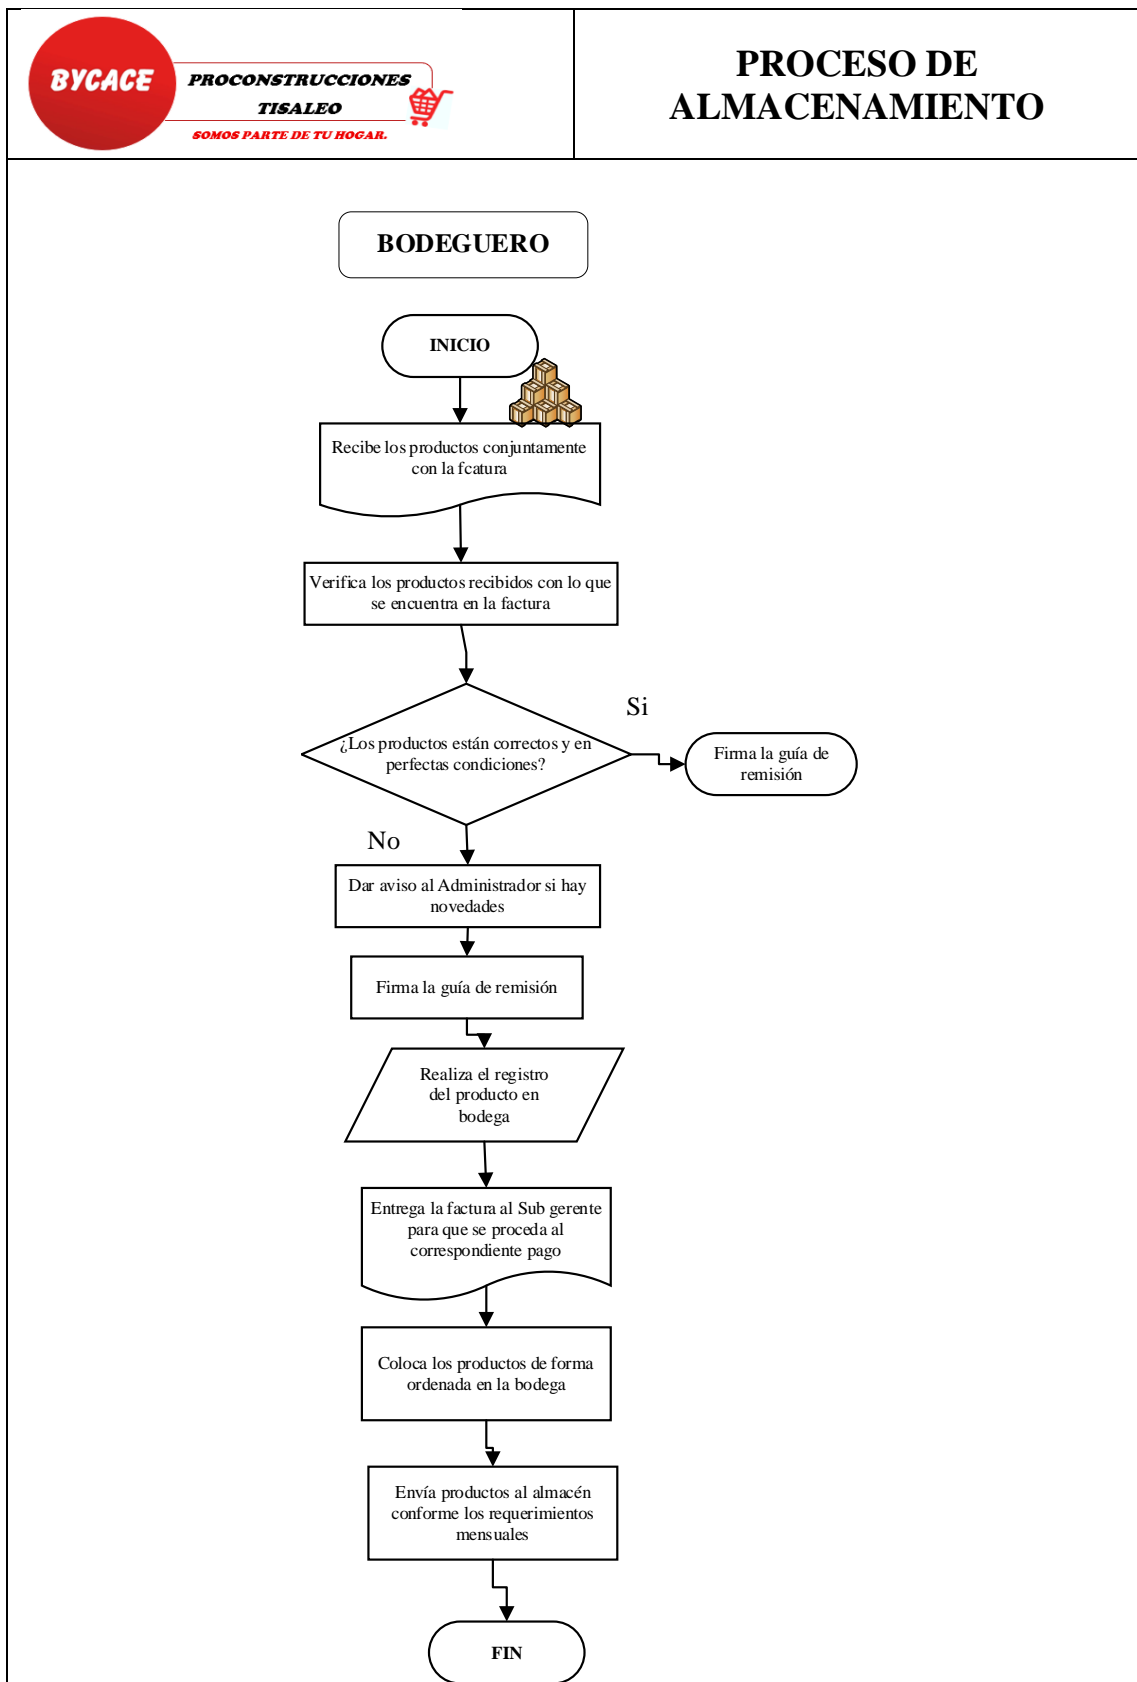 BYCACE
PROCONSTRUCCIONES
TISALEO
SOMOS PARTE DE TU HOGAR.
PROCESO DE
ALMACENAMIENTO
BODEGUERO
INICIO
Recibe los productos conjuntamente
con la fcatura
Verifica los productos recibidos con lo que
se encuentra en la factura
¿Los productos están correctos y en
perfectas condiciones?
Si
Firma la guía de
remisión
No
Dar aviso al Administrador si hay
novedades
Firma la guía de remisión
Realiza el registro
del producto en
bodega
Entrega la factura al Sub gerente
para que se proceda al
correspondiente pago
Coloca los productos de forma
ordenada en la bodega
Envía productos al almacén
conforme los requerimientos
mensuales
FIN